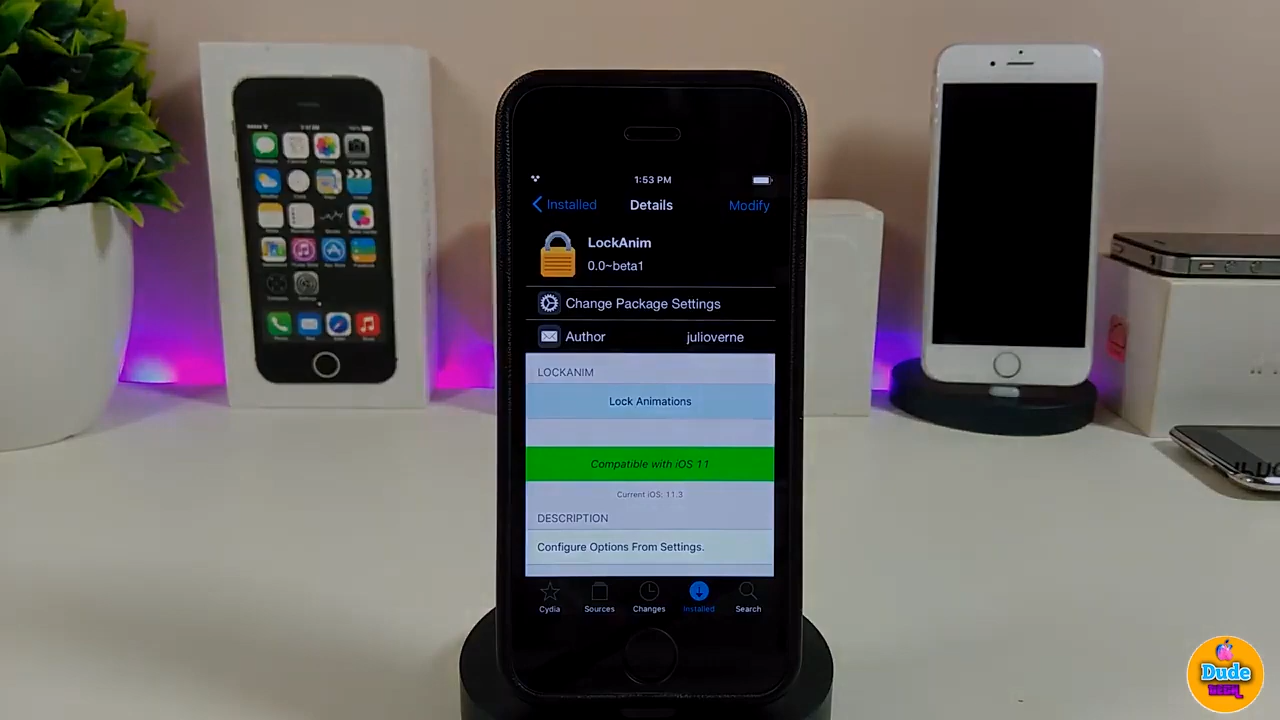 1:53 PM
Installed
Details
Modify
LockAnim
0.0~beta1
Change Package Settings
Author
julioverne
LOCKANIM
Lock Animations
Compatible with iOS 11
Current iOS: 11.3
DESCRIPTION
Configure Options From Settings.
Cydia
Sources
Changes
Installed
Search
Dude